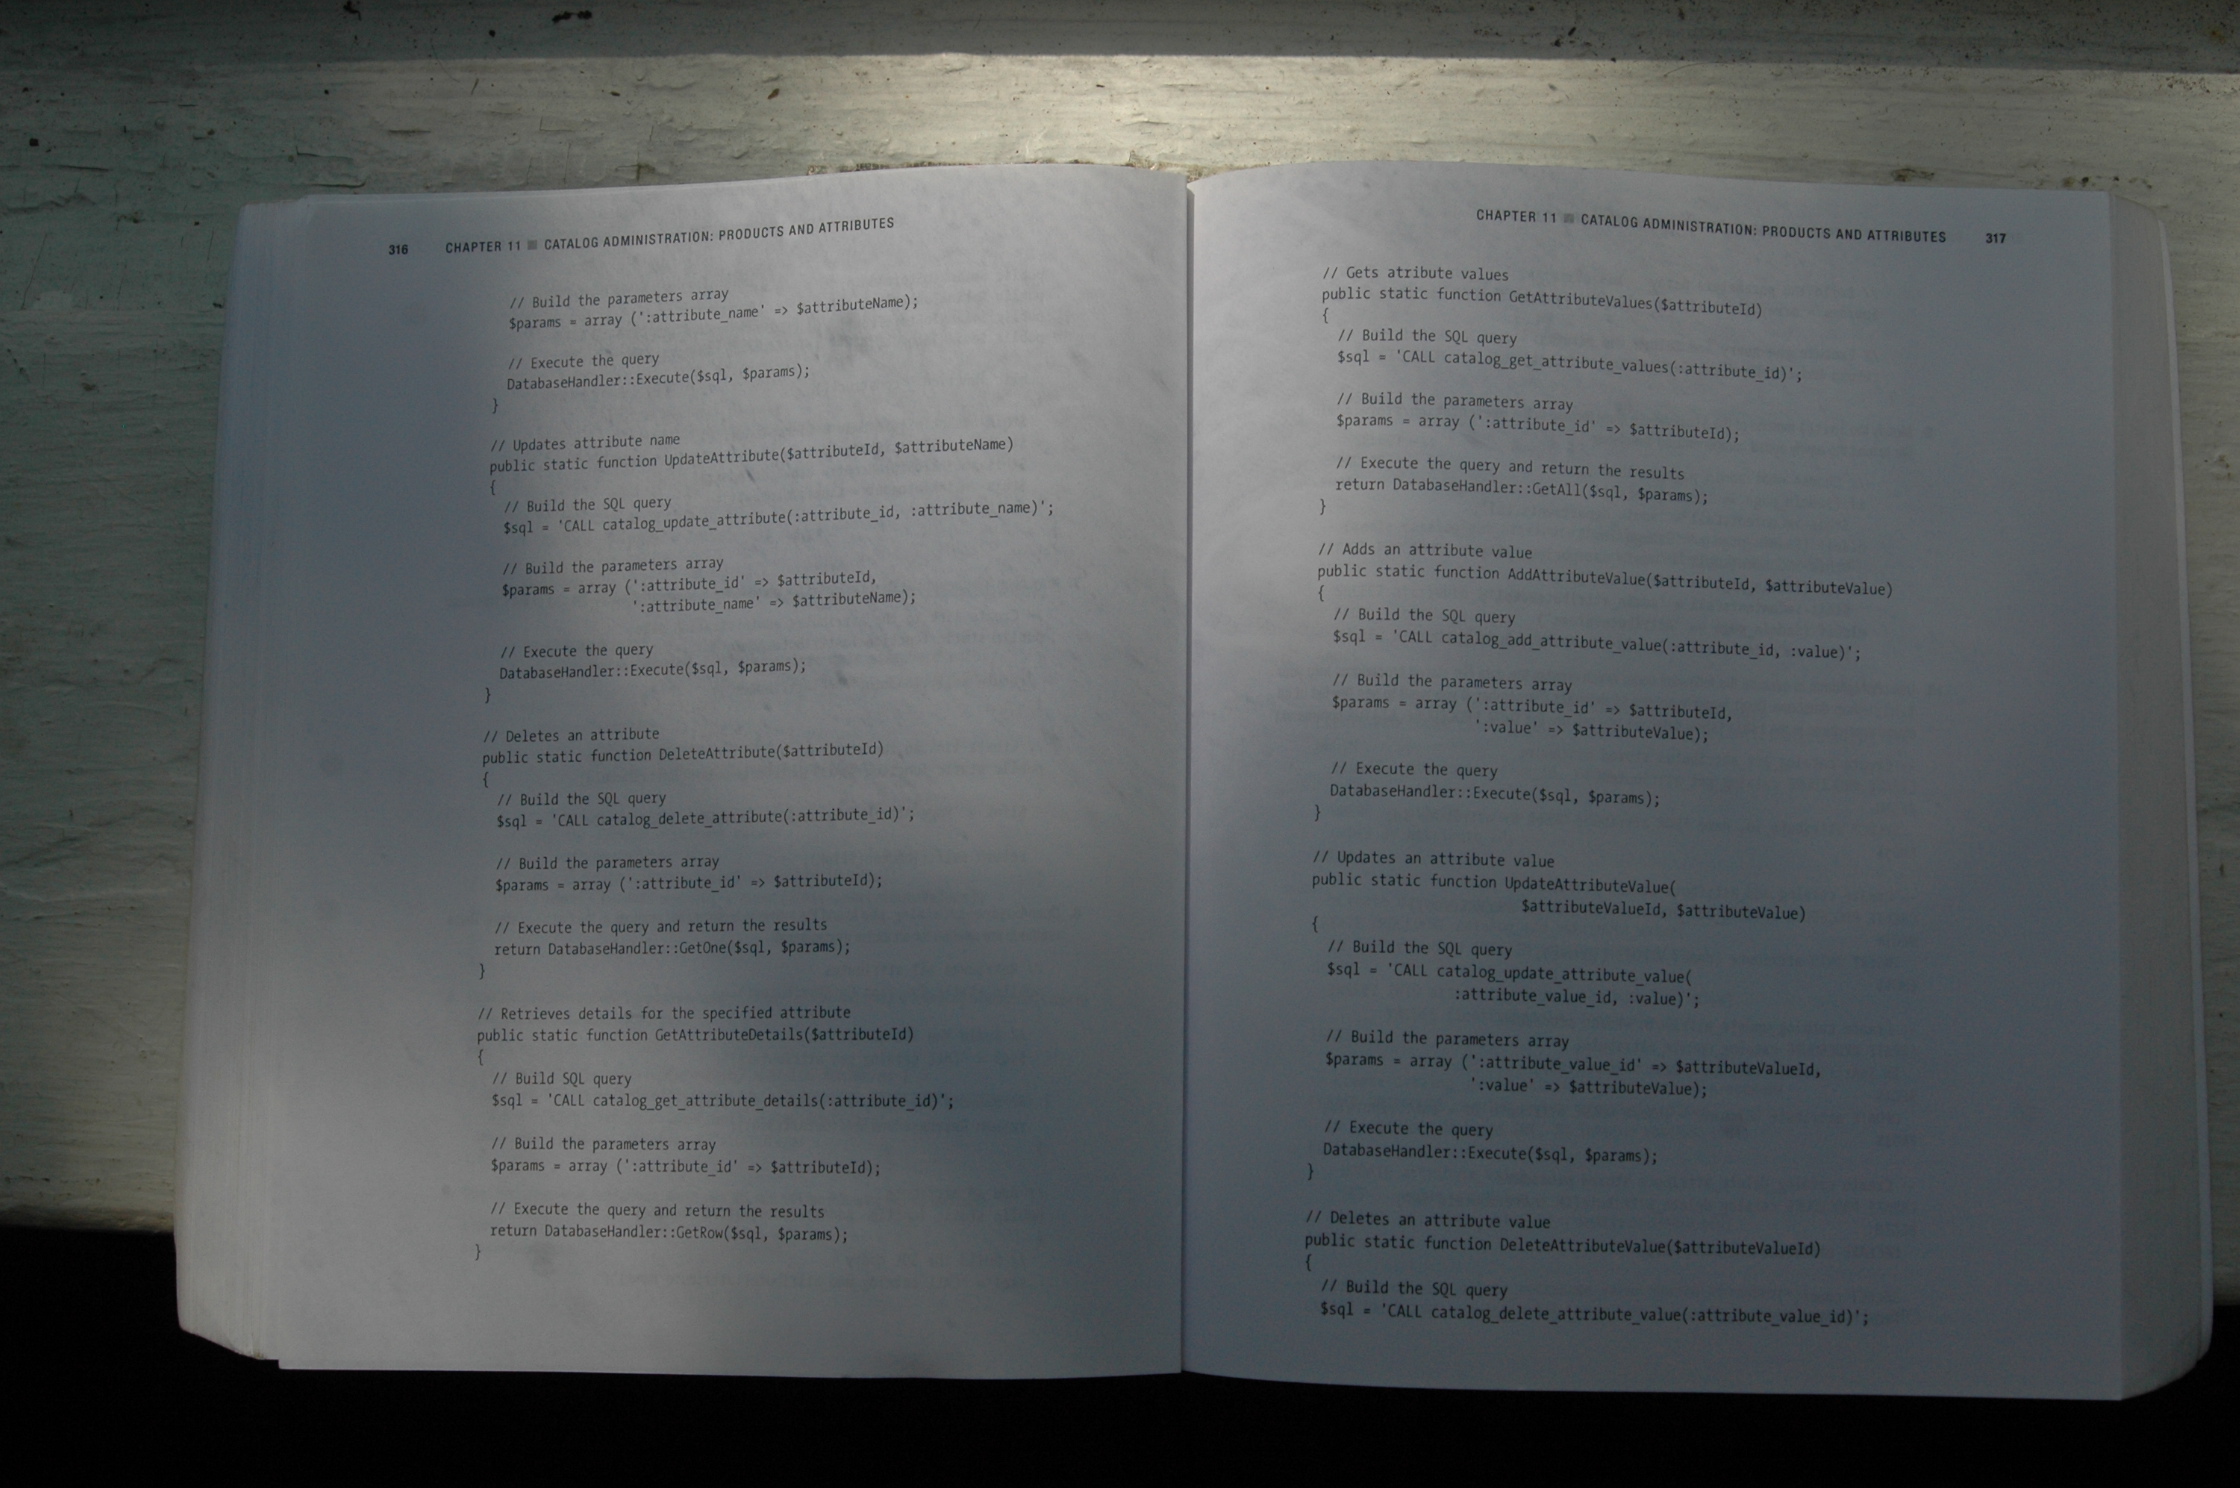 316 CHAPTER 11 ■ CATALOG ADMINISTRATION: PRODUCTS AND ATTRIBUTES
// Build the parameters array
$params = array (':attribute_name' => $attributeName);
// Execute the query
DatabaseHandler::Execute($sql, $params);
}
// Updates attribute name
public static function UpdateAttribute($attributeId, $attributeName)
{
// Build the SQL query
$sql = 'CALL catalog_update_attribute(:attribute_id, :attribute_name)';
// Build the parameters array
$params = array (':attribute_id' => $attributeId,
':attribute_name' => $attributeName);
// Execute the query
DatabaseHandler::Execute($sql, $params);
}
// Deletes an attribute
public static function DeleteAttribute($attributeId)
{
// Build the SQL query
$sql = 'CALL catalog_delete_attribute(:attribute_id)';
// Build the parameters array
$params = array (':attribute_id' => $attributeId);
// Execute the query and return the results
return DatabaseHandler::GetOne($sql, $params);
}
// Retrieves details for the specified attribute
public static function GetAttributeDetails($attributeId)
{
// Build SQL query
$sql = 'CALL catalog_get_attribute_details(:attribute_id)';
// Build the parameters array
$params = array (':attribute_id' => $attributeId);
// Execute the query and return the results
return DatabaseHandler::GetRow($sql, $params);
}
CHAPTER 11 ■ CATALOG ADMINISTRATION: PRODUCTS AND ATTRIBUTES 317
// Gets atribute values
public static function GetAttributeValues($attributeId)
{
// Build the SQL query
$sql = 'CALL catalog_get_attribute_values(:attribute_id)';
// Build the parameters array
$params = array (':attribute_id' => $attributeId);
// Execute the query and return the results
return DatabaseHandler::GetAll($sql, $params);
}
// Adds an attribute value
public static function AddAttributeValue($attributeId, $attributeValue)
{
// Build the SQL query
$sql = 'CALL catalog_add_attribute_value(:attribute_id, :value)';
// Build the parameters array
$params = array (':attribute_id' => $attributeId,
':value' => $attributeValue);
// Execute the query
DatabaseHandler::Execute($sql, $params);
}
// Updates an attribute value
public static function UpdateAttributeValue(
$attributeValueId, $attributeValue)
{
// Build the SQL query
$sql = 'CALL catalog_update_attribute_value(
:attribute_value_id, :value)';
// Build the parameters array
$params = array (':attribute_value_id' => $attributeValueId,
':value' => $attributeValue);
// Execute the query
DatabaseHandler::Execute($sql, $params);
}
// Deletes an attribute value
public static function DeleteAttributeValue($attributeValueId)
{
// Build the SQL query
$sql = 'CALL catalog_delete_attribute_value(:attribute_value_id)';